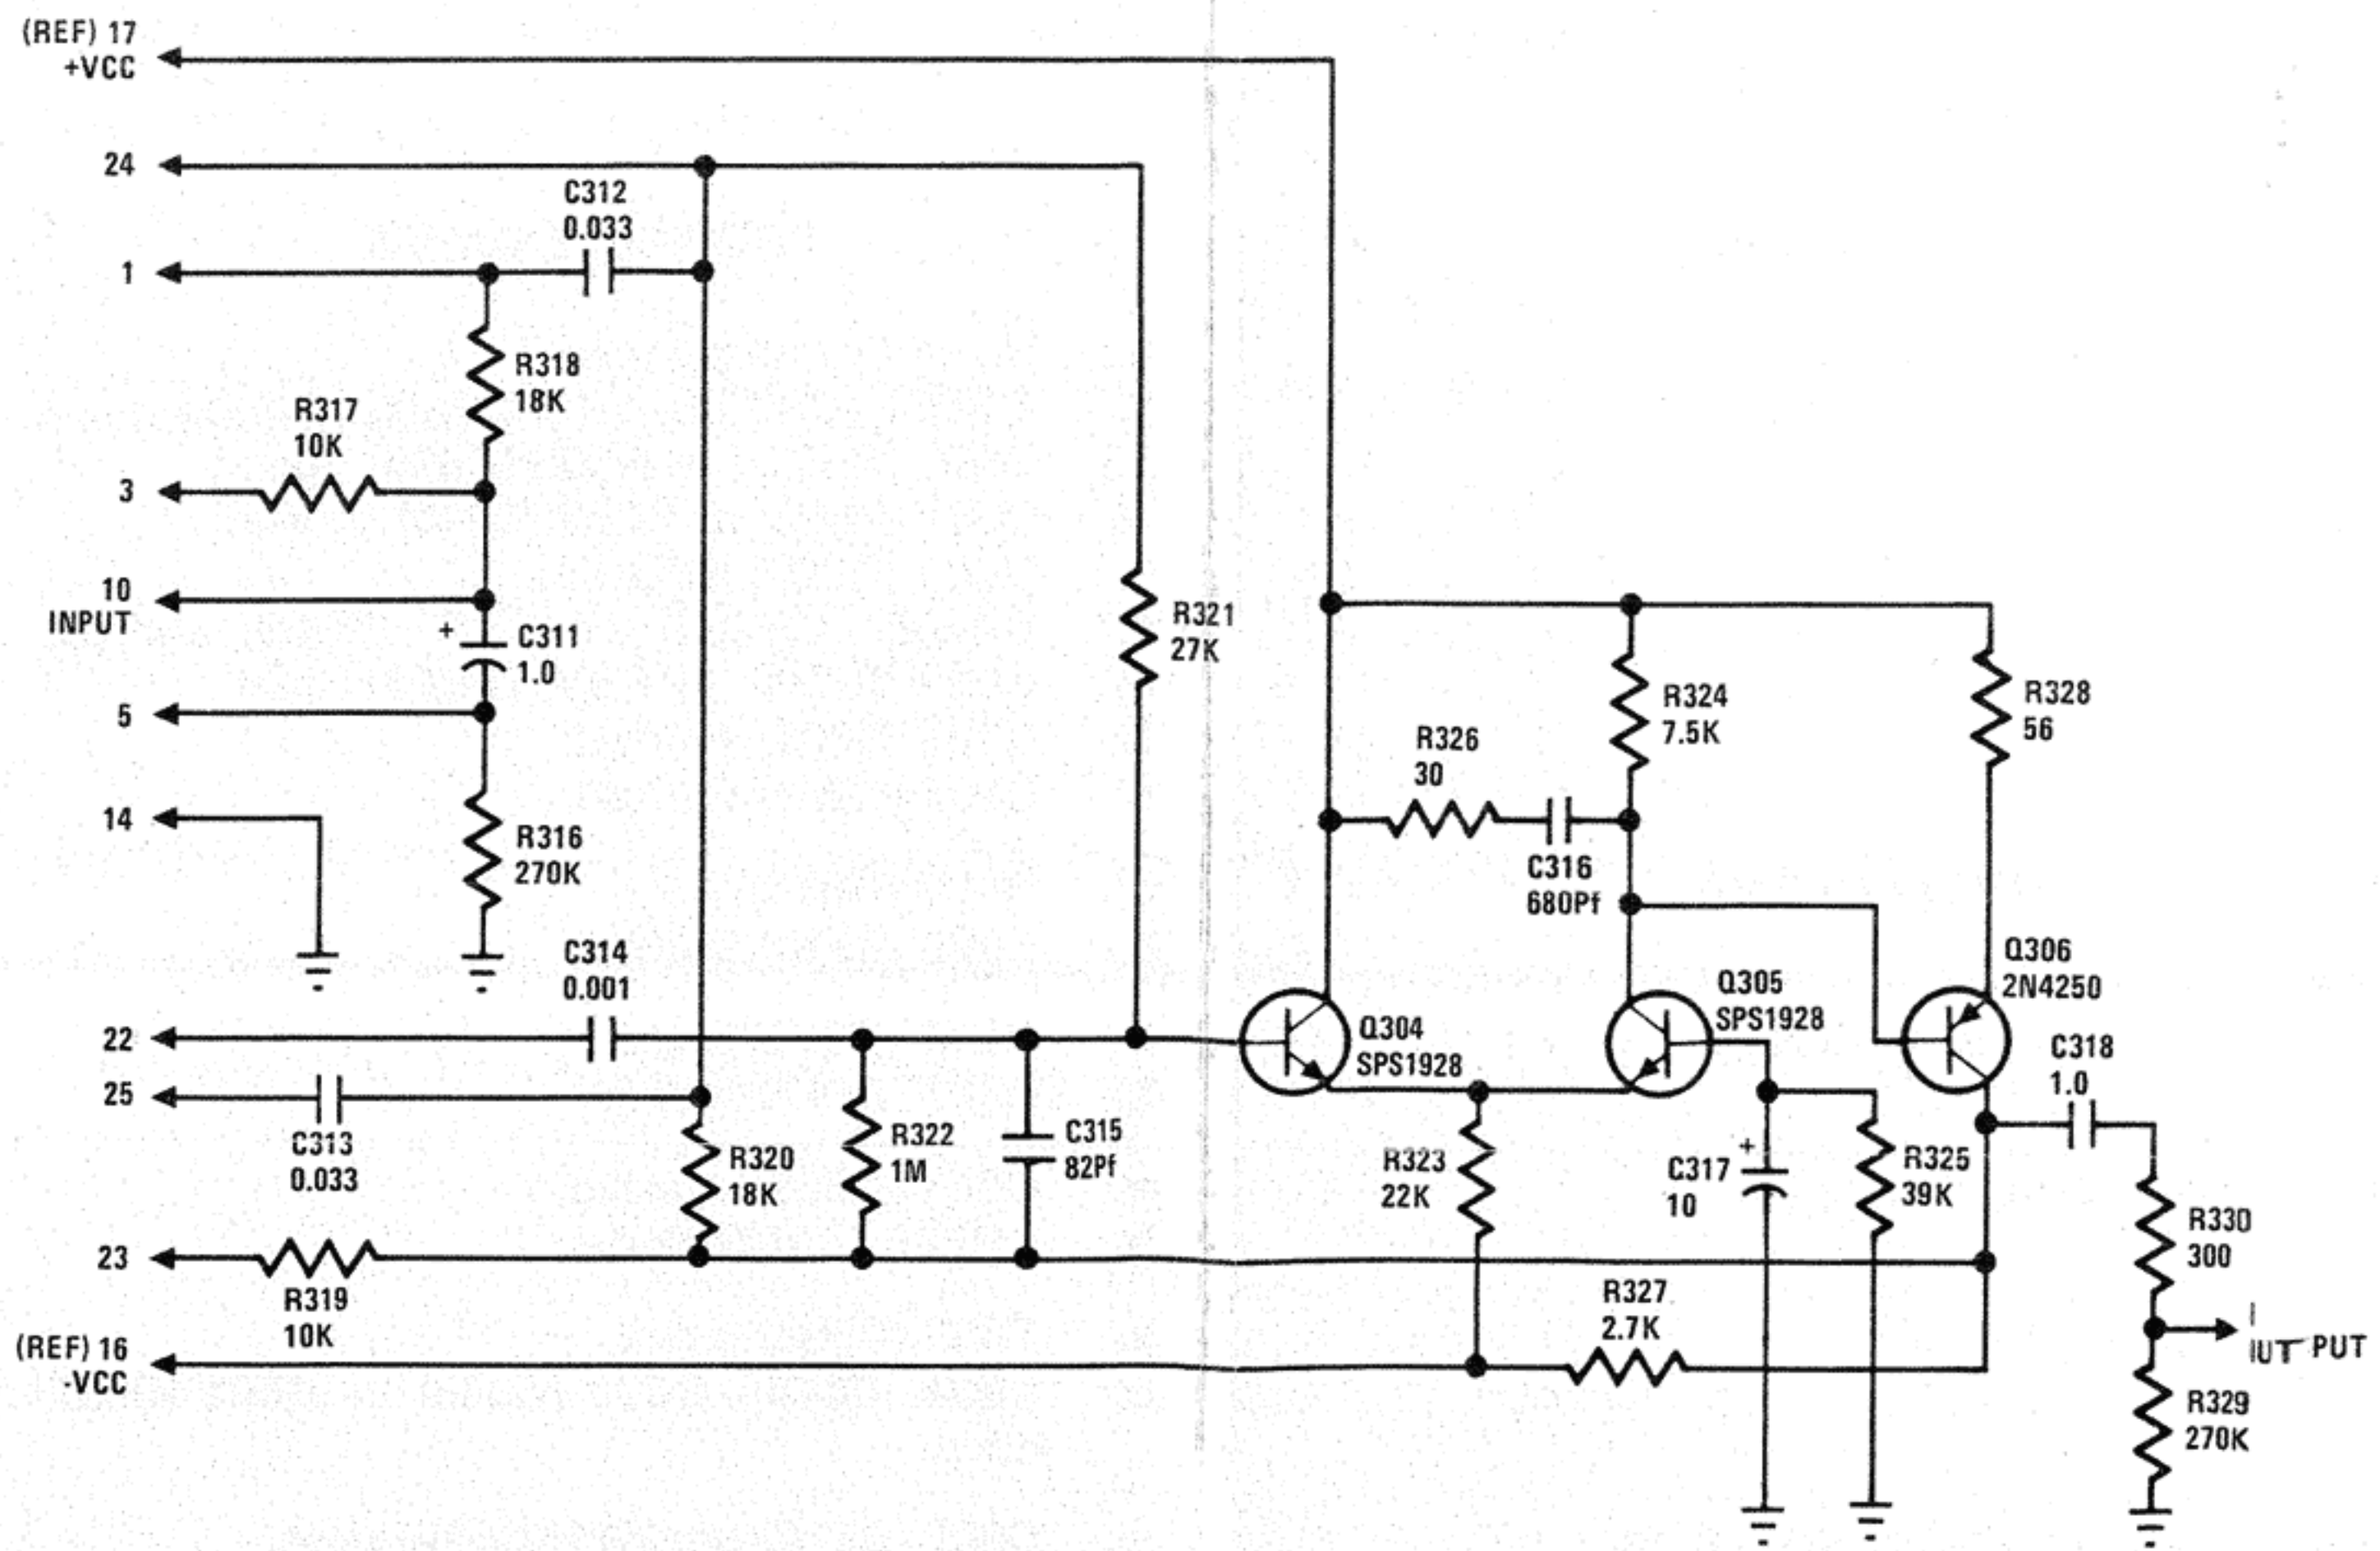 (REF) 17
+VCC
24
C312
0.033
1
R318
18K
R317
10K
3
10
INPUT
+
C311
1.0
5
14
R316
270K
R321
27K
R324
7.5K
R328
56
R326
30
C316
680Pf
C314
0.001
22
25
C313
0.033
Q304
SPS1928
Q305
SPS1928
Q306
2N4250
C318
1.0
R320
18K
R322
1M
C315
82Pf
R323
22K
+
C317
10
R325
39K
R330
300
23
R319
10K
R327
2.7K
PUT
(REF) 16
-VCC
R329
270K